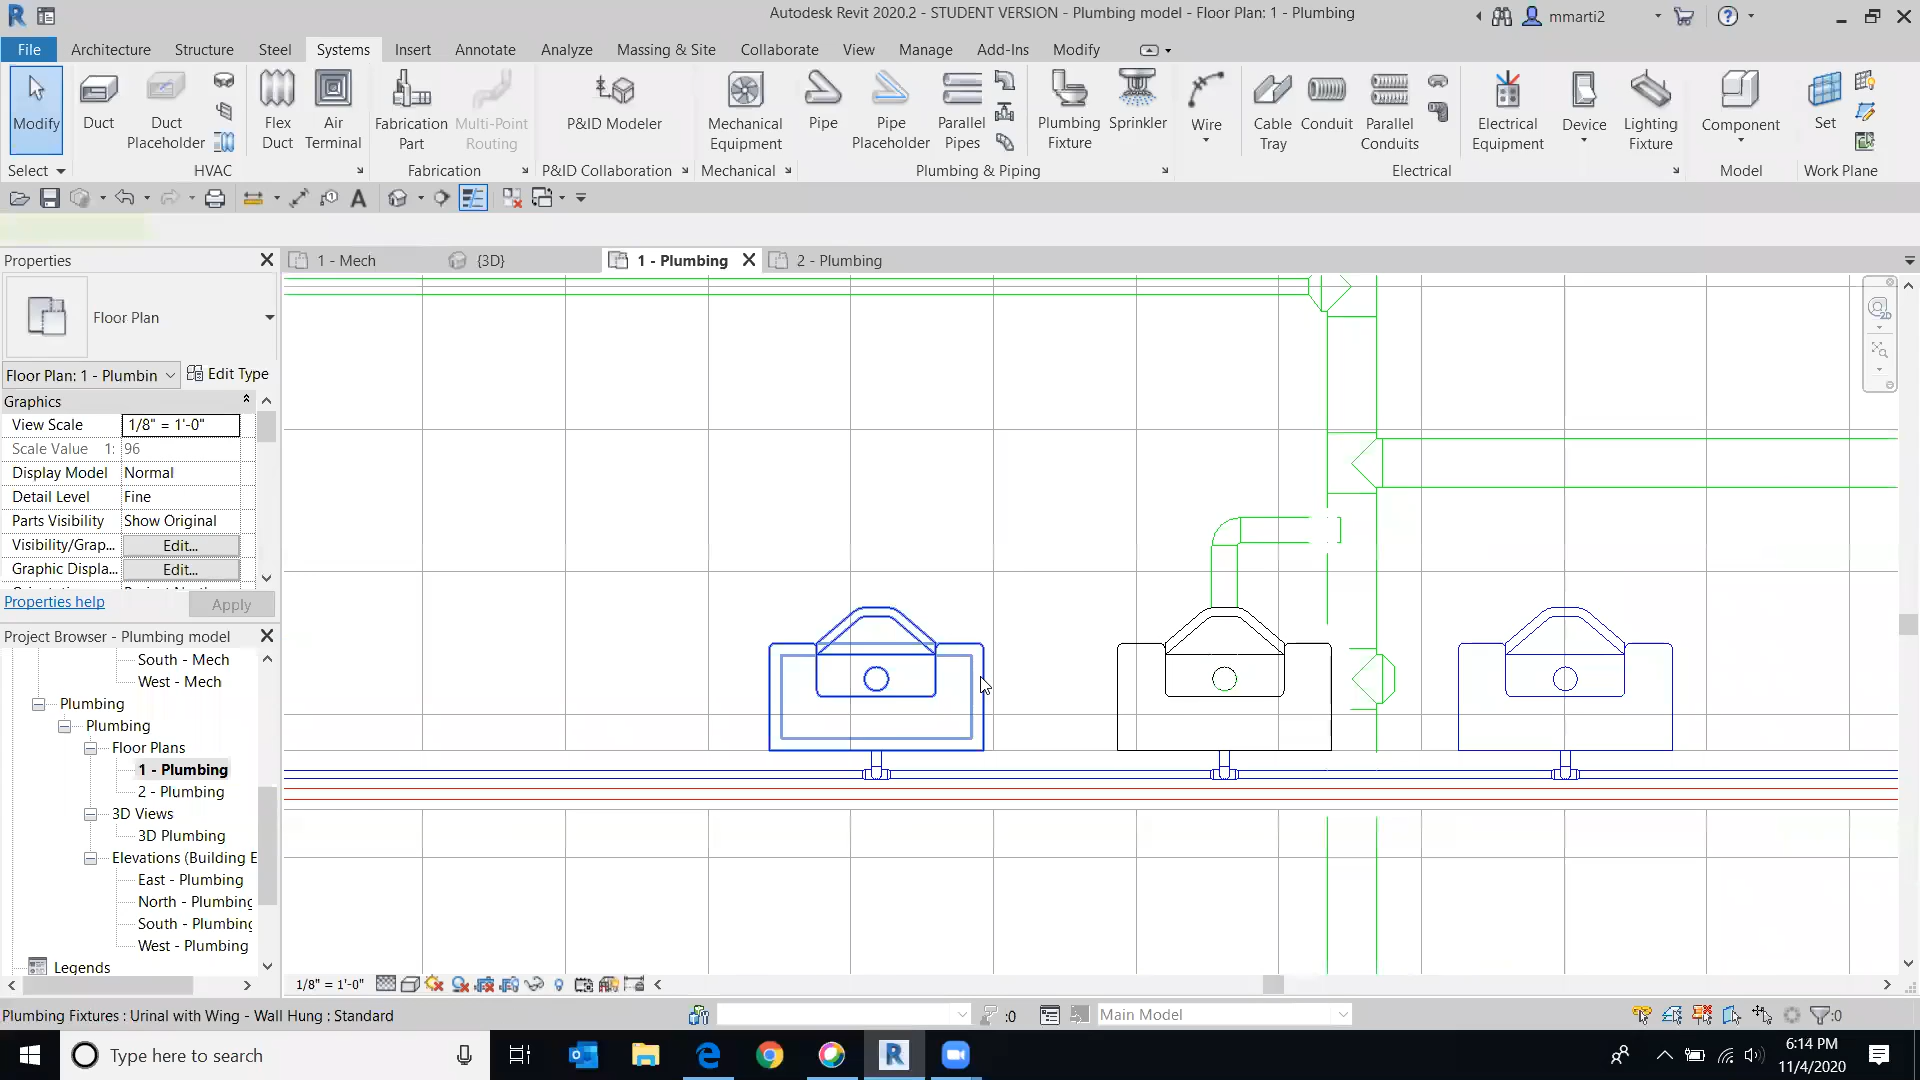 Autodesk Revit 2020.2 - STUDENT VERSION - Plumbing model - Floor Plan: 1 - Plumbing
mmarti2
File Architecture Structure Steel Systems Insert Annotate Analyze Massing & Site Collaborate View Manage Add-Ins Modify
Modify
Duct
Duct Placeholder
Flex Duct
Air Terminal
Fabrication Part
Multi-Point Routing
P&ID Modeler
Mechanical Equipment
Pipe
Pipe Placeholder
Parallel Pipes
Plumbing Fixture
Sprinkler
Wire
Cable Tray
Conduit
Parallel Conduits
Electrical Equipment
Device
Lighting Fixture
Component
Set
Select HVAC Fabrication P&ID Collaboration Mechanical Plumbing & Piping Electrical Model Work Plane
Properties
1 - Mech {3D} 1 - Plumbing 2 - Plumbing
Floor Plan
Floor Plan: 1 - Plumbin Edit Type
Graphics
View Scale 1/8" = 1'-0"
Scale Value 1: 96
Display Model Normal
Detail Level Fine
Parts Visibility Show Original
Visibility/Grap... Edit...
Graphic Displa... Edit...
Properties help Apply
Project Browser - Plumbing model
South - Mech
West - Mech
Plumbing
Plumbing
Floor Plans
1 - Plumbing
2 - Plumbing
3D Views
3D Plumbing
Elevations (Building E
East - Plumbing
North - Plumbing
South - Plumbing
West - Plumbing
Legends
1/8" = 1'-0"
Plumbing Fixtures : Urinal with Wing - Wall Hung : Standard
:0
Main Model
:0
Type here to search
6:14 PM
11/4/2020